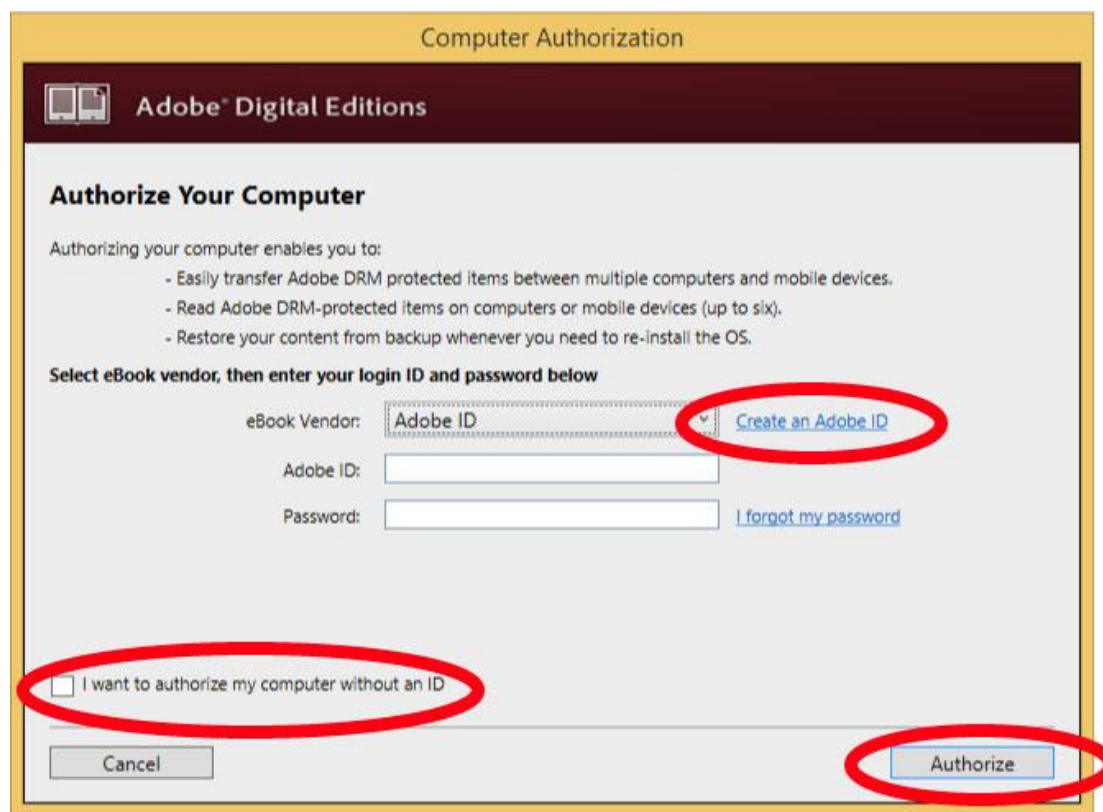 Computer Authorization
Adobe® Digital Editions
Authorize Your Computer
Authorizing your computer enables you to:
- Easily transfer Adobe DRM protected items between multiple computers and mobile devices.
- Read Adobe DRM-protected items on computers or mobile devices (up to six).
- Restore your content from backup whenever you need to re-install the OS.
Select eBook vendor, then enter your login ID and password below
eBook Vendor: Adobe ID Create an Adobe ID
Adobe ID:
Password: I forgot my password
I want to authorize my computer without an ID
Cancel Authorize